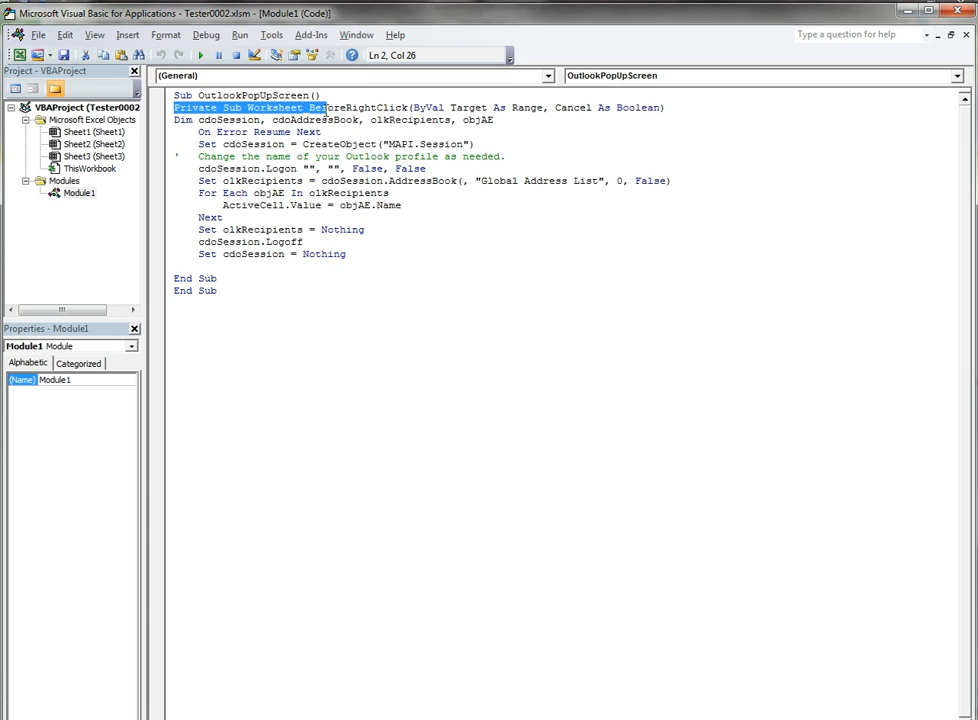 Microsoft Visual Basic for Applications - Tester0002.xlsm - [Module1 (Code)]
File Edit View Insert Format Debug Run Tools Add-Ins Window Help
Type a question for help
Ln 2, Col 26
Project - VBAProject
(General)
OutlookPopUpScreen
VBAProject (Tester0002
Microsoft Excel Objects
Sheet1 (Sheet1)
Sheet2 (Sheet2)
Sheet3 (Sheet3)
ThisWorkbook
Modules
Module1
Properties - Module1
Module1 Module
Alphabetic Categorized
(Name) Module1
Sub OutlookPopUpScreen()
Private Sub Worksheet BeforeRightClick(ByVal Target As Range, Cancel As Boolean)
Dim cdoSession, cdoAddressBook, olkRecipients, objAE
On Error Resume Next
Set cdoSession = CreateObject("MAPI.Session")
' Change the name of your Outlook profile as needed.
cdoSession.Logon "", "", False, False
Set olkRecipients = cdoSession.AddressBook(, "Global Address List", 0, False)
For Each objAE In olkRecipients
ActiveCell.Value = objAE.Name
Next
Set olkRecipients = Nothing
cdoSession.Logoff
Set cdoSession = Nothing
End Sub
End Sub